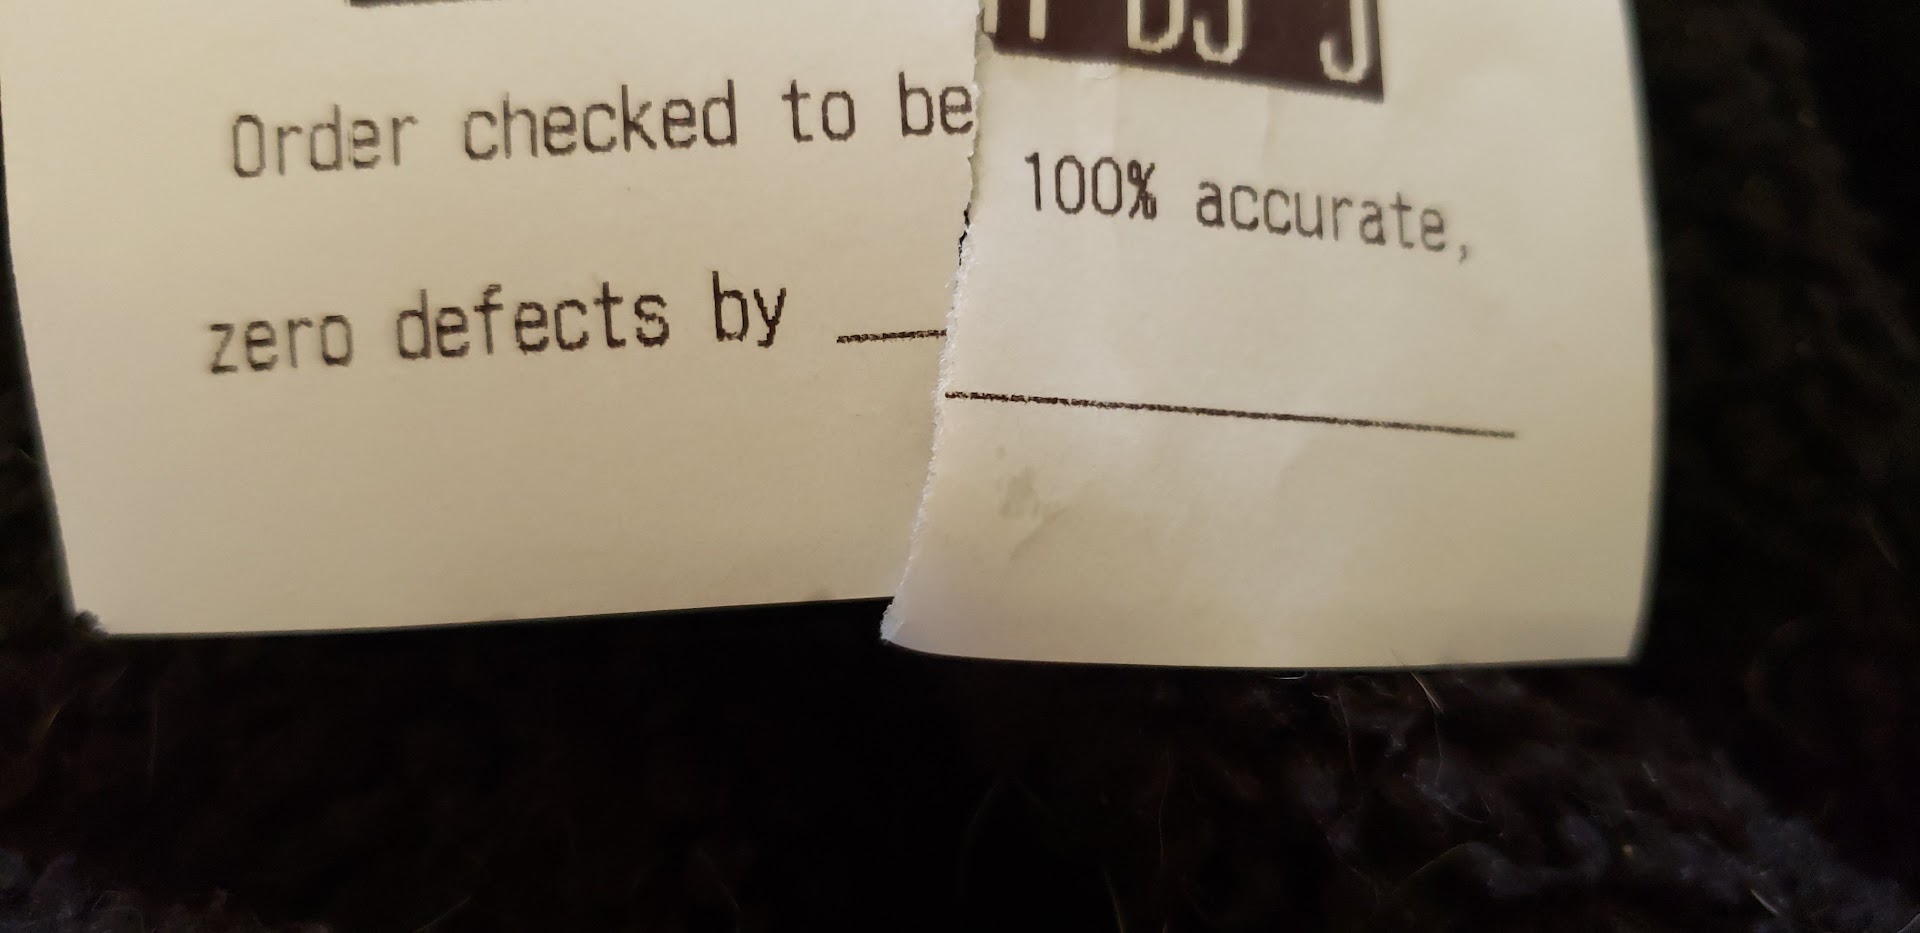 Order checked to be 100% accurate,
zero defects by